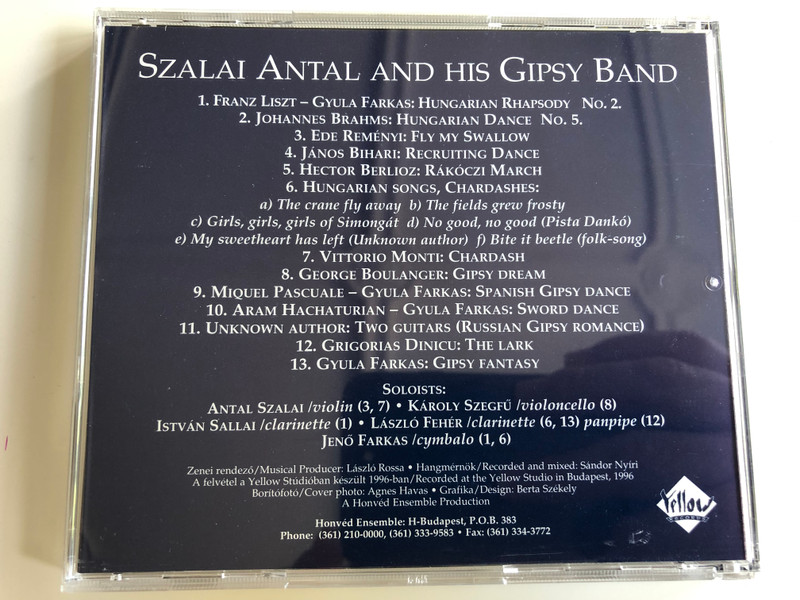 SZALAI ANTAL AND HIS GIPSY BAND
1. FRANZ LISZT – GYULA FARKAS: HUNGARIAN RHAPSODY NO. 2.
2. JOHANNES BRAHMS: HUNGARIAN DANCE NO. 5.
3. EDE REMÉNYI: FLY MY SWALLOW
4. JÁNOS BIHARI: RECRUITING DANCE
5. HECTOR BERLIOZ: RÁKÓCZI MARCH
6. HUNGARIAN SONGS, CHARDASHES:
a) The crane fly away b) The fields grew frosty
c) Girls, girls, girls of Simongát d) No good, no good (Pista Dankó)
e) My sweetheart has left (Unknown author) f) Bite it beetle (folk-song)
7. VITTORIO MONTI: CHARDASH
8. GEORGE BOULANGER: GIPSY DREAM
9. MIQUEL PASCUALE – GYULA FARKAS: SPANISH GIPSY DANCE
10. ARAM HACHATURIAN – GYULA FARKAS: SWORD DANCE
11. UNKNOWN AUTHOR: TWO GUITARS (RUSSIAN GIPSY ROMANCE)
12. GRIGORIAS DINICU: THE LARK
13. GYULA FARKAS: GIPSY FANTASY
SOLOISTS:
ANTAL SZALAI /violin (3, 7) • KÁROLY SZEGFŰ /violoncello (8)
ISTVÁN SALLAI /clarinette (1) • LÁSZLÓ FEHÉR /clarinette (6, 13) panpipe (12)
JENŐ FARKAS /cymbalo (1, 6)
Zenei rendező/Musical Producer: László Rossa • Hangmérnök/Recorded and mixed: Sándor Nyíri
A felvétel a Yellow Stúdióban készült 1996-ban/Recorded at the Yellow Studio in Budapest, 1996
Borítófotó/Cover photo: Agnes Havas • Grafika/Design: Berta Székely
A Honvéd Ensemble Production
Honvéd Ensemble: H-Budapest, P.O.B. 383
Phone: (361) 210-0000, (361) 333-9583 • Fax: (361) 334-3772
Yellow
RECORDS